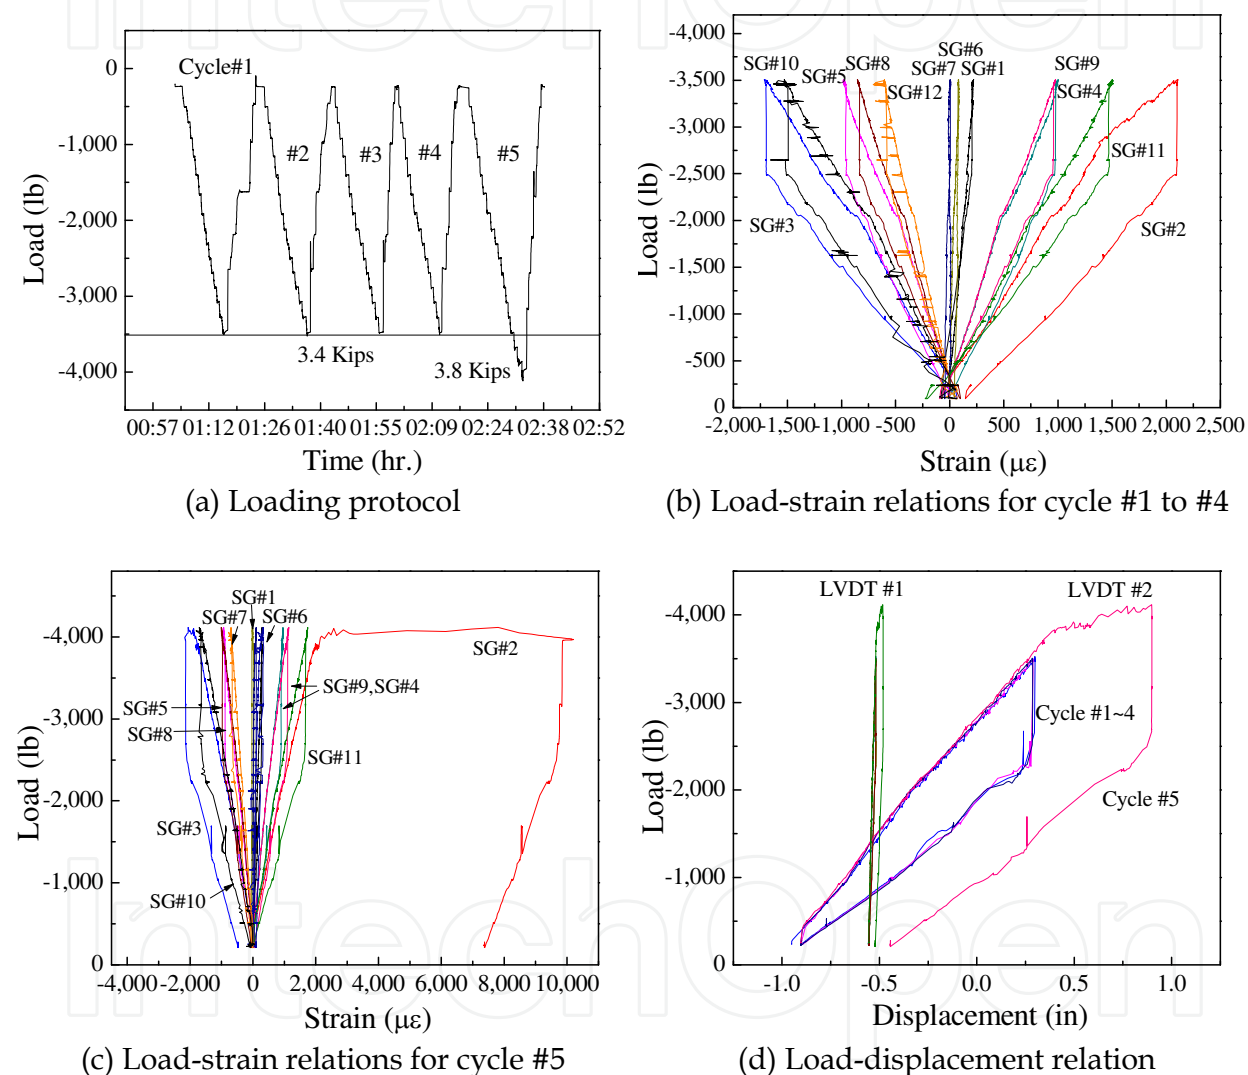 0
-1,000
-2,000
-3,000
-4,000
Load (lb)
Cycle#1
#2
#3
#4
#5
3.4 Kips
3.8 Kips
00:57 01:12 01:26 01:40 01:55 02:09 02:24 02:38 02:52
Time (hr.)
(a) Loading protocol
-4,000
-3,500
-3,000
-2,500
-2,000
-1,500
-1,000
-500
0
Load (lb)
SG#6
SG#10 SG#8 SG#7 SG#1 SG#9
SG#5 SG#12 SG#4
SG#11
SG#3 SG#2
-2,000 -1,500 -1,000 -500 0 500 1,000 1,500 2,000 2,500
Strain (με)
(b) Load-strain relations for cycle #1 to #4
-4,000
-3,000
-2,000
-1,000
0
Load (lb)
SG#1
SG#7 SG#6
SG#2
SG#9,SG#4
SG#5
SG#8 SG#11
SG#3
SG#10
-4,000 -2,000 0 2,000 4,000 6,000 8,000 10,000
Strain (με)
(c) Load-strain relations for cycle #5
-4,000
-3,000
-2,000
-1,000
0
Load (lb)
LVDT #1 LVDT #2
Cycle #1~4
Cycle #5
-1.0 -0.5 0.0 0.5 1.0
Displacement (in)
(d) Load-displacement relation
intechopen
intechopen